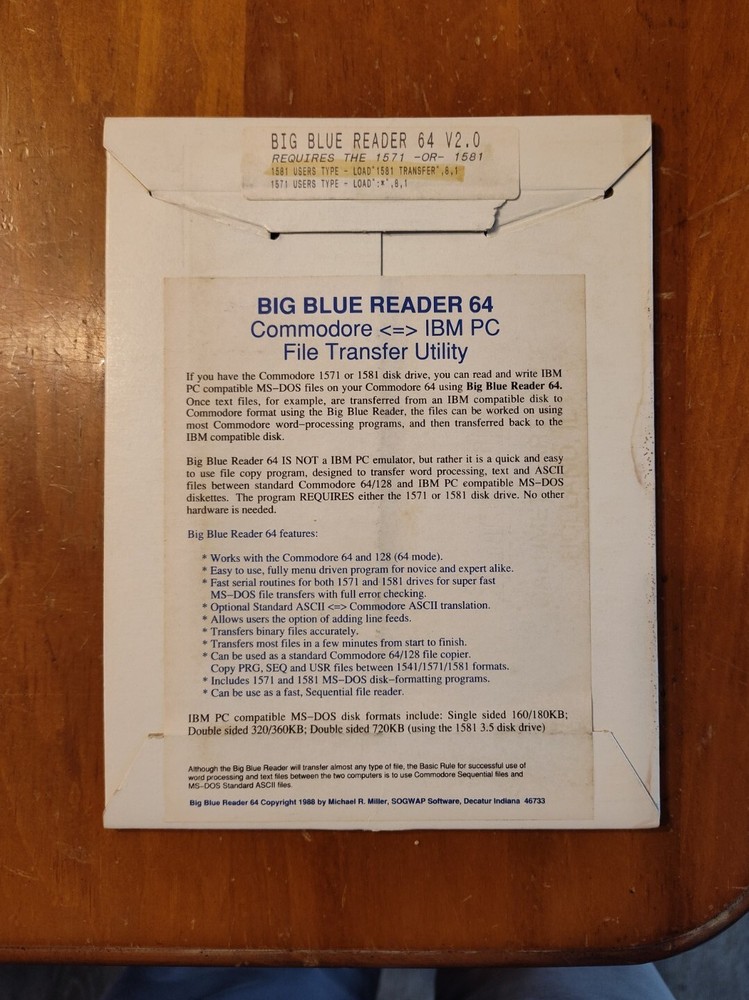 BIG BLUE READER 64 V2.0
REQUIRES THE 1571 -OR- 1581
1581 USERS TYPE - LOAD"1581 TRANSFER",8,1
1571 USERS TYPE - LOAD":*",8,1
BIG BLUE READER 64
Commodore <=> IBM PC
File Transfer Utility
If you have the Commodore 1571 or 1581 disk drive, you can read and write IBM
PC compatible MS-DOS files on your Commodore 64 using Big Blue Reader 64.
Once text files, for example, are transferred from an IBM compatible disk to
Commodore format using the Big Blue Reader, the files can be worked on using
most Commodore word-processing programs, and then transferred back to the
IBM compatible disk.
Big Blue Reader 64 IS NOT a IBM PC emulator, but rather it is a quick and easy
to use file copy program, designed to transfer word processing, text and ASCII
files between standard Commodore 64/128 and IBM PC compatible MS-DOS
diskettes. The program REQUIRES either the 1571 or 1581 disk drive. No other
hardware is needed.
Big Blue Reader 64 features:
* Works with the Commodore 64 and 128 (64 mode).
* Easy to use, fully menu driven program for novice and expert alike.
* Fast serial routines for both 1571 and 1581 drives for super fast
MS-DOS file transfers with full error checking.
* Optional Standard ASCII <=> Commodore ASCII translation.
* Allows users the option of adding line feeds.
* Transfers binary files accurately.
* Transfers most files in a few minutes from start to finish.
* Can be used as a standard Commodore 64/128 file copier.
Copy PRG, SEQ and USR files between 1541/1571/1581 formats.
* Includes 1571 and 1581 MS-DOS disk-formatting programs.
* Can be use as a fast, Sequential file reader.
IBM PC compatible MS-DOS disk formats include: Single sided 160/180KB;
Double sided 320/360KB; Double sided 720KB (using the 1581 3.5 disk drive)
Although the Big Blue Reader will transfer almost any type of file, the Basic Rule for successful use of
word processing and text files between the two computers is to use Commodore Sequential files and
MS-DOS Standard ASCII files.
Big Blue Reader 64 Copyright 1988 by Michael R. Miller, SOGWAP Software, Decatur Indiana 46733